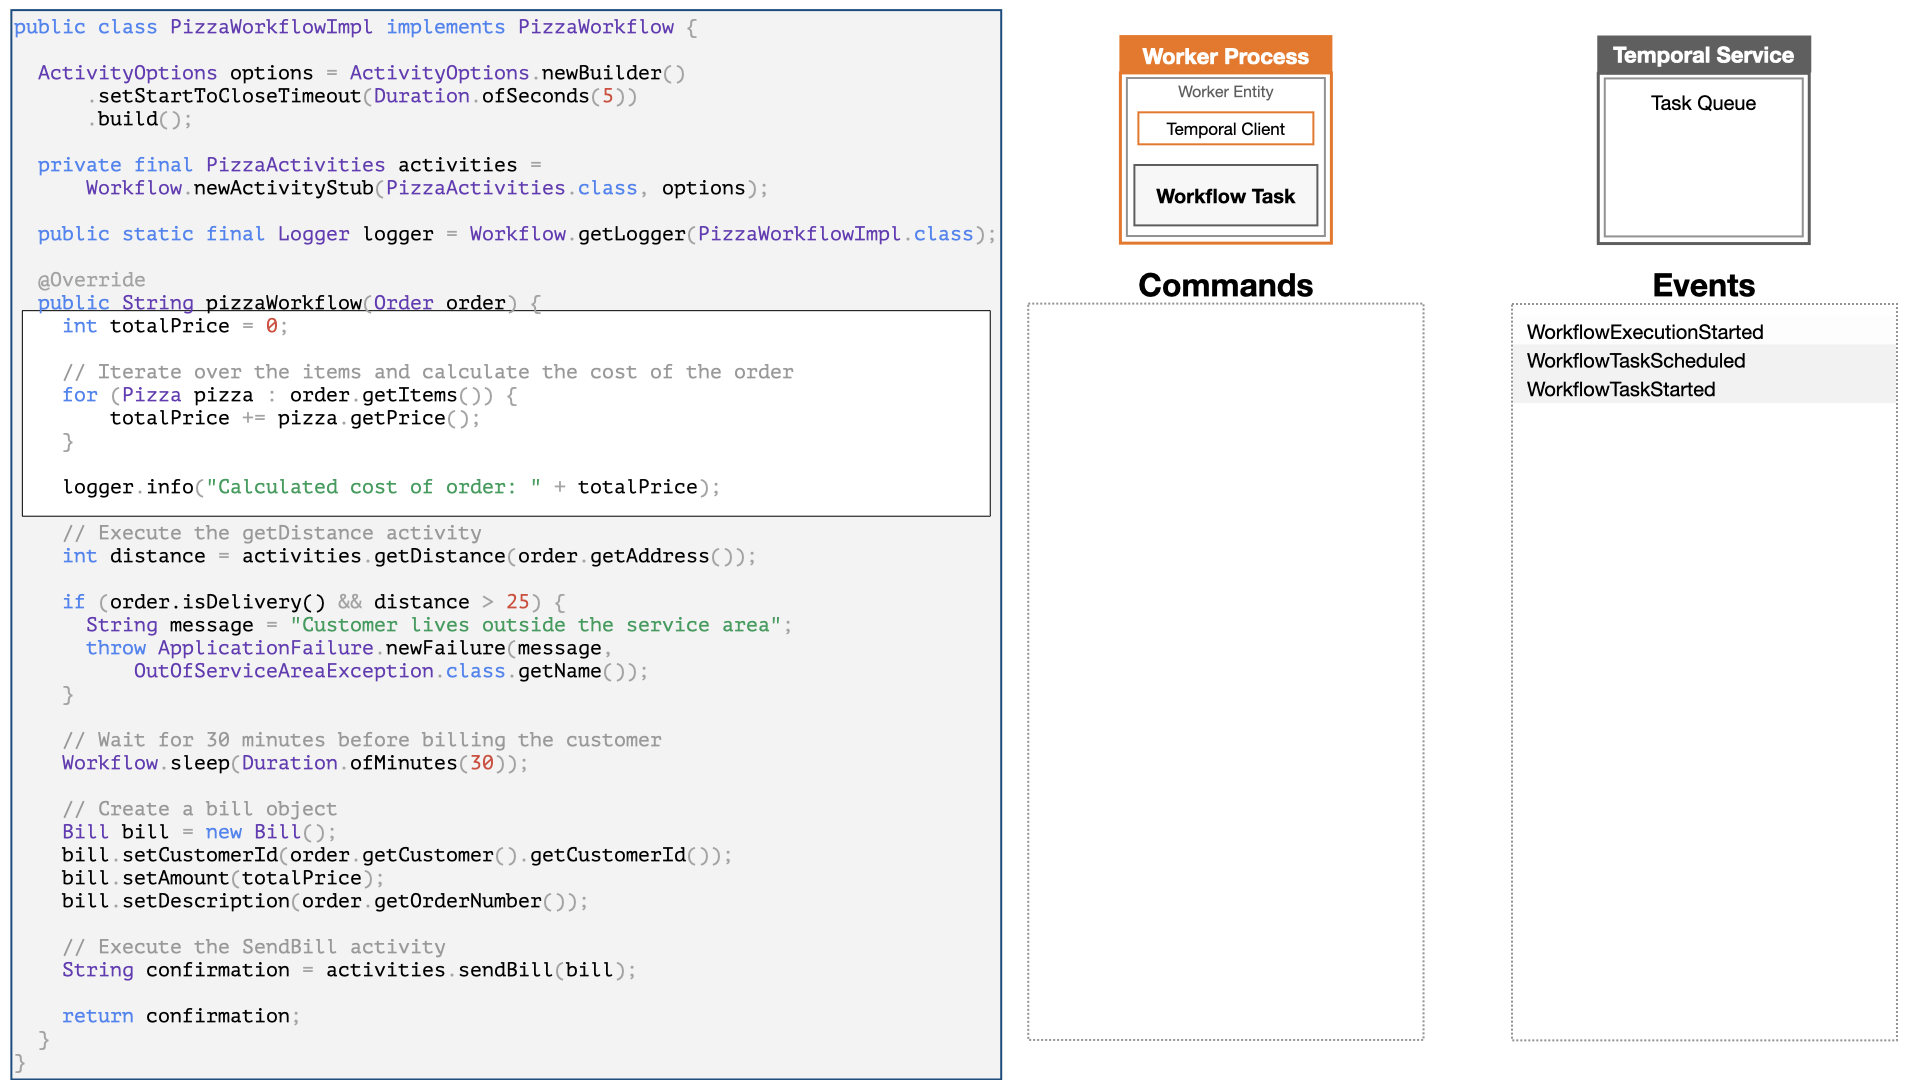 public class PizzaWorkflowImpl implements PizzaWorkflow {
ActivityOptions options = ActivityOptions.newBuilder()
.setStartToCloseTimeout(Duration.ofSeconds(5))
.build();
private final PizzaActivities activities =
Workflow.newActivityStub(PizzaActivities.class, options);
public static final Logger logger = Workflow.getLogger(PizzaWorkflowImpl.class);
@Override
public String pizzaWorkflow(Order order) {
int totalPrice = 0;
// Iterate over the items and calculate the cost of the order
for (Pizza pizza : order.getItems()) {
totalPrice += pizza.getPrice();
}
logger.info("Calculated cost of order: " + totalPrice);
// Execute the getDistance activity
int distance = activities.getDistance(order.getAddress());
if (order.isDelivery() && distance > 25) {
String message = "Customer lives outside the service area";
throw ApplicationFailure.newFailure(message,
OutOfServiceAreaException.class.getName());
}
// Wait for 30 minutes before billing the customer
Workflow.sleep(Duration.ofMinutes(30));
// Create a bill object
Bill bill = new Bill();
bill.setCustomerId(order.getCustomer().getCustomerId());
bill.setAmount(totalPrice);
bill.setDescription(order.getOrderNumber());
// Execute the SendBill activity
String confirmation = activities.sendBill(bill);
return confirmation;
}
}
Worker Process
Worker Entity
Temporal Client
Workflow Task
Commands
Temporal Service
Task Queue
Events
WorkflowExecutionStarted
WorkflowTaskScheduled
WorkflowTaskStarted